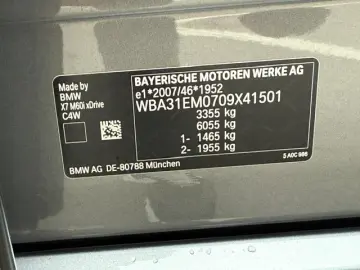 BAYERISCHE MOTOREN WERKE AG
e1*2007/46*1952
WBA31EM0709X41501
3355 kg
6055 kg
1- 1465 kg
2- 1955 kg
Made by
BMW
X7 M60i xDrive
C4W
BMW AG DE-80788 München
5 A0C 986